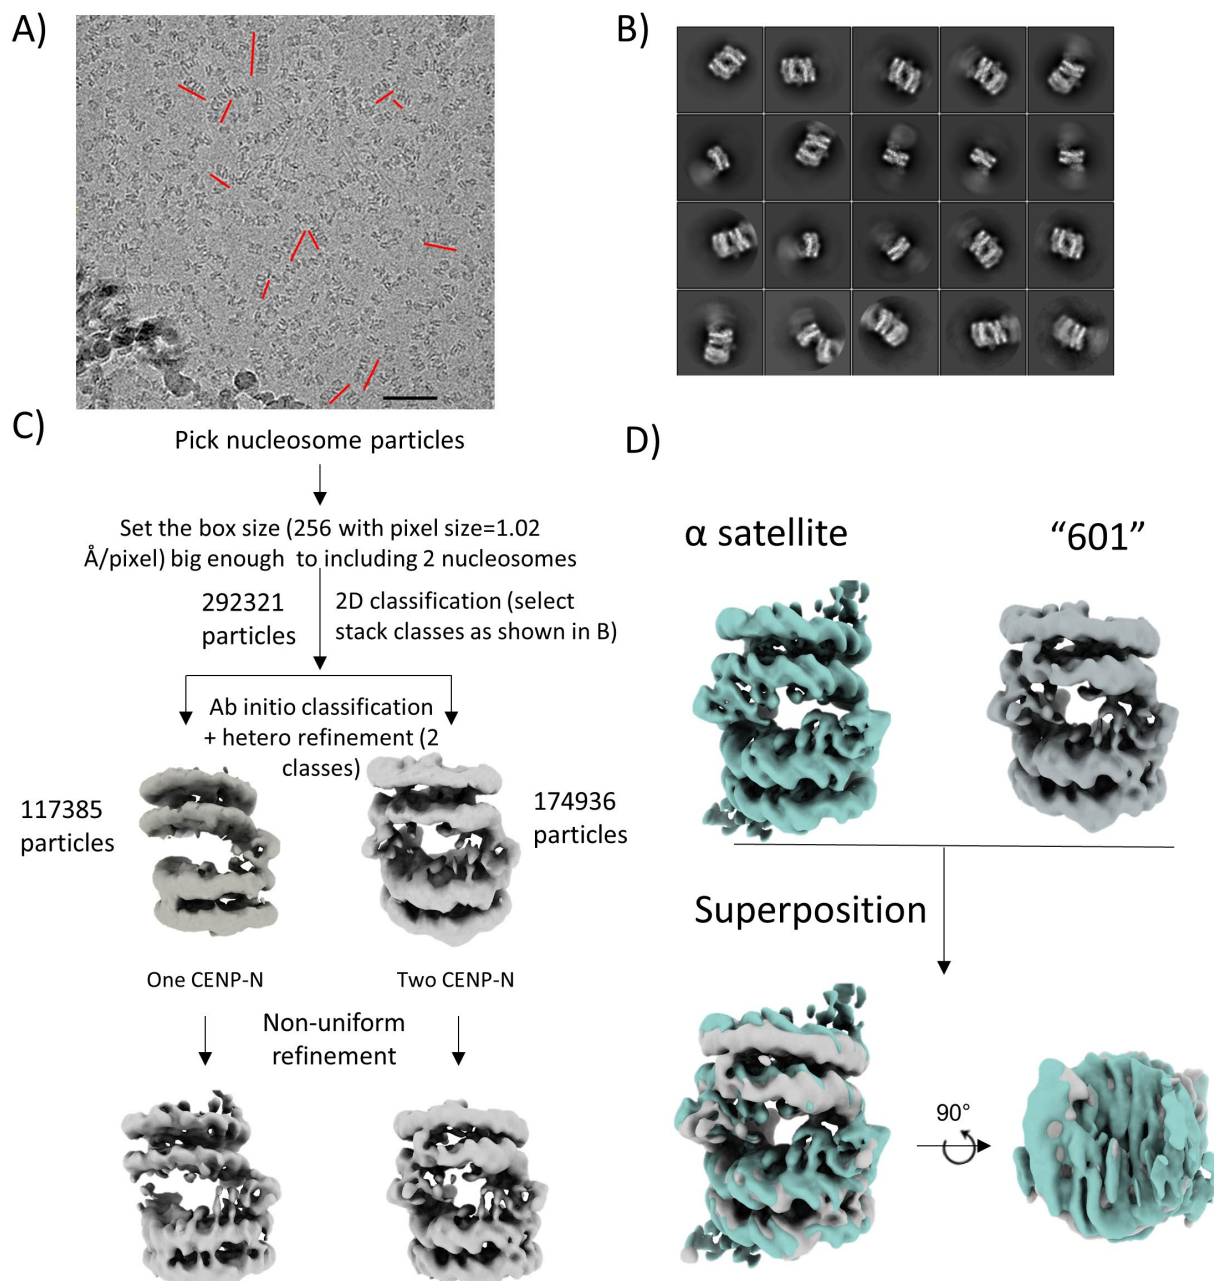 A)
B)
C)
Pick nucleosome particles
Set the box size (256 with pixel size=1.02
Å/pixel) big enough  to including 2 nucleosomes
292321
particles
2D classification (select
stack classes as shown in B)
Ab initio classification
+ hetero refinement (2
classes)
117385
particles
174936
particles
One CENP-N
Two CENP-N
Non-uniform
refinement
D)
α satellite
“601”
Superposition
90°